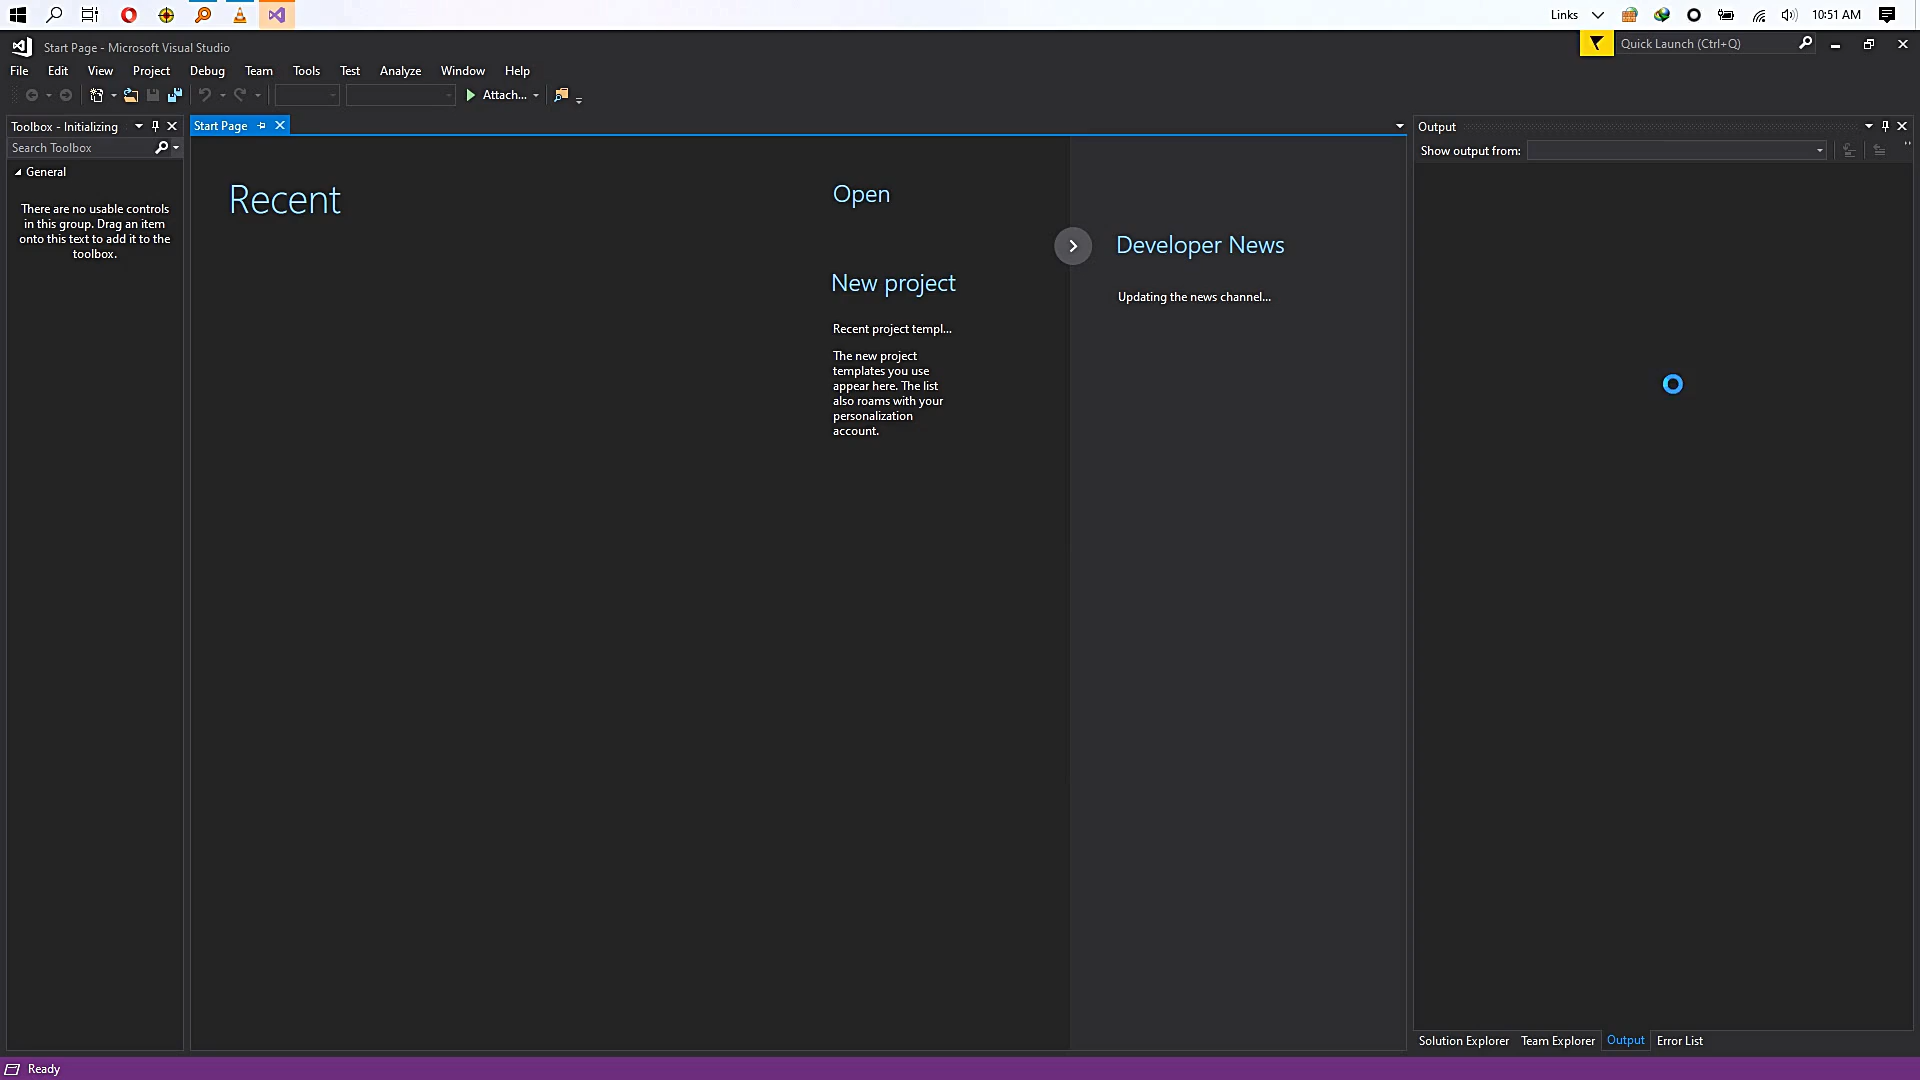 Links
10:51 AM
Start Page - Microsoft Visual Studio
Quick Launch (Ctrl+Q)
File Edit View Project Debug Team Tools Test Analyze Window Help
Attach...
Toolbox - Initializing
Search Toolbox
General
There are no usable controls
in this group. Drag an item
onto this text to add it to the
toolbox.
Start Page
Recent
Open
New project
Recent project templ...
The new project
templates you use
appear here. The list
also roams with your
personalization
account.
Developer News
Updating the news channel...
Output
Show output from:
Solution Explorer Team Explorer Output Error List
Ready